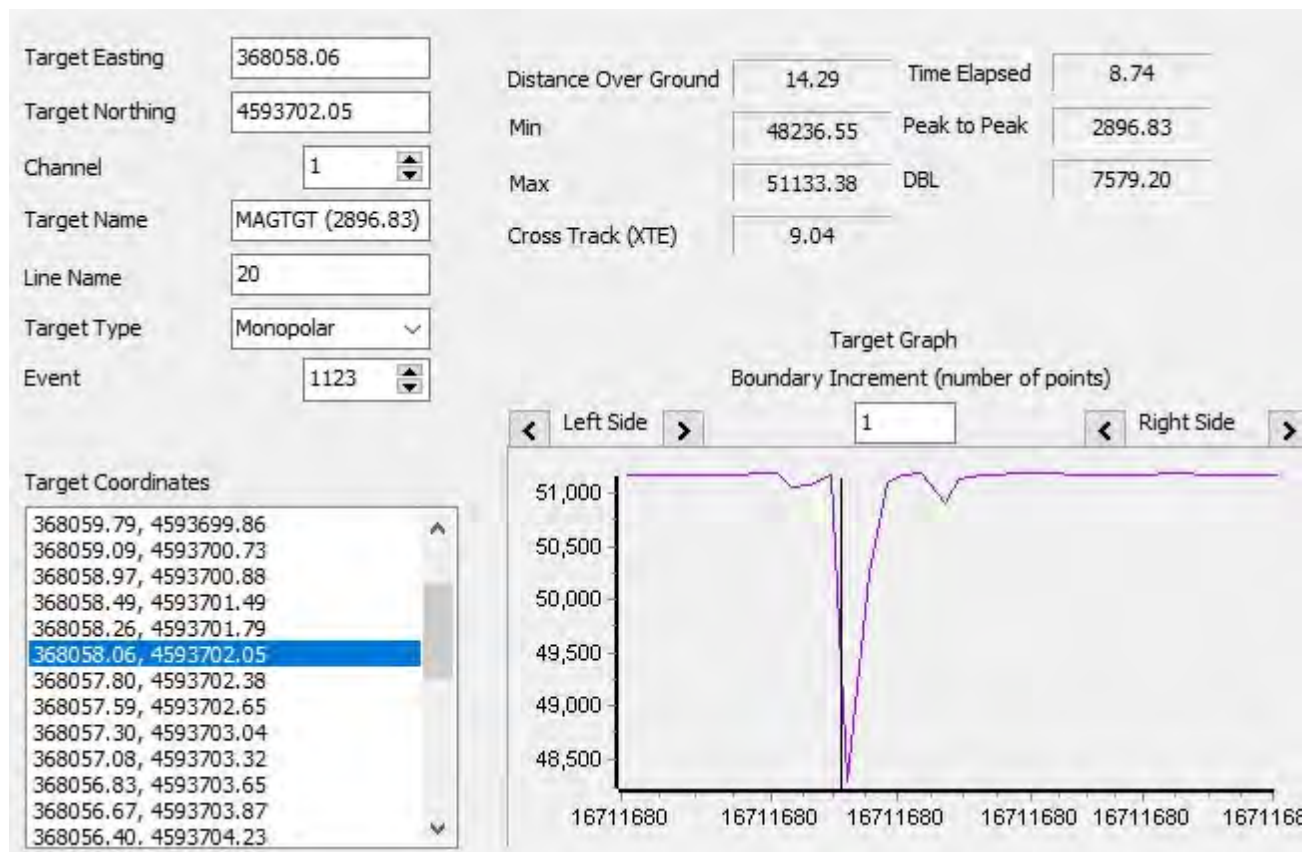 Target Easting 368058.06
Target Northing 4593702.05
Channel 1
Target Name MAGTGT (2896.83)
Line Name 20
Target Type Monopolar
Event 1123
Distance Over Ground 14.29 Time Elapsed 8.74
Min 48236.55 Peak to Peak 2896.83
Max 51133.38 DBL 7579.20
Cross Track (XTE) 9.04
Target Graph
Boundary Increment (number of points)
< Left Side > 1 < Right Side >
Target Coordinates
368059.79, 4593699.86
368059.09, 4593700.73
368058.97, 4593700.88
368058.49, 4593701.49
368058.26, 4593701.79
368058.06, 4593702.05
368057.80, 4593702.38
368057.59, 4593702.65
368057.30, 4593703.04
368057.08, 4593703.32
368056.83, 4593703.65
368056.67, 4593703.87
368056.40, 4593704.23
51,000
50,500
50,000
49,500
49,000
48,500
16711680 16711680 16711680 16711680 16711680 1671168